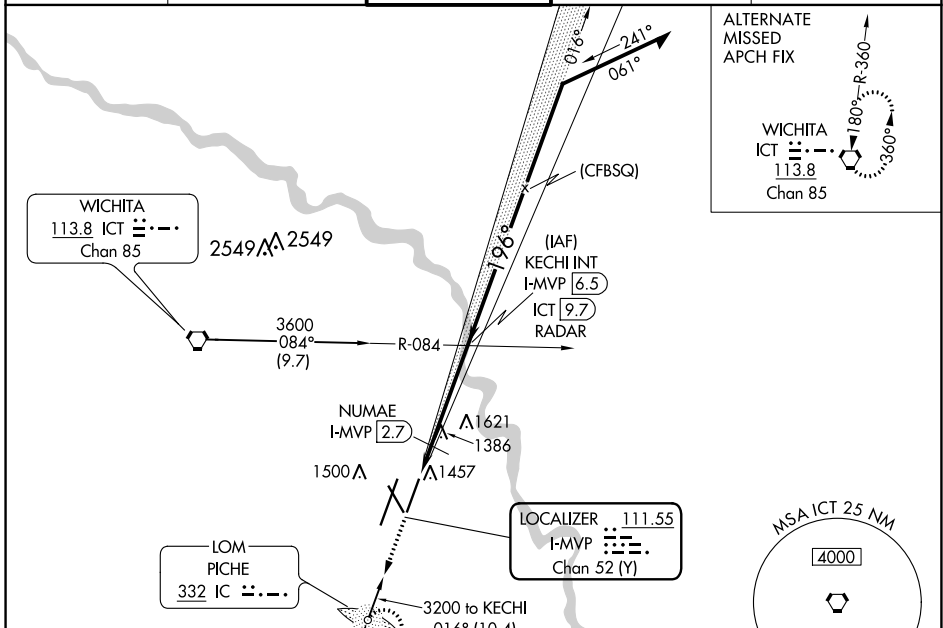 ALTERNATE
MISSED
APCH FIX
R-360
180°
360°
WICHITA
ICT
113.8
Chan 85
016°
241°
061°
(CFBSQ)
196°
(IAF)
KECHI INT
I-MVP 6.5
ICT 9.7
RADAR
WICHITA
113.8 ICT
Chan 85
2549 2549
3600
084°
(9.7)
R-084
NUMAE
I-MVP 2.7
1621
1386
1500
1457
LOCALIZER 111.55
I-MVP
Chan 52 (Y)
LOM
PICHE
332 IC
3200 to KECHI
016° (10.4)
MSA ICT 25 NM
4000